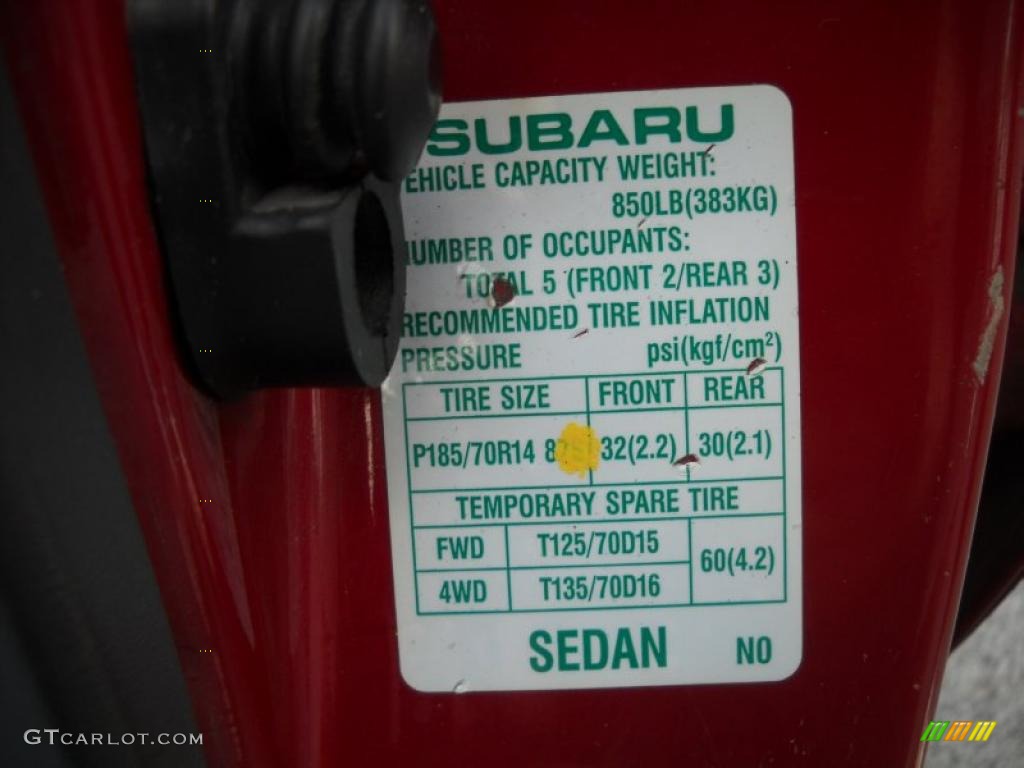 SUBARU
EHICLE CAPACITY WEIGHT:
850LB(383KG)
NUMBER OF OCCUPANTS:
TOTAL 5 (FRONT 2/REAR 3)
RECOMMENDED TIRE INFLATION
PRESSURE psi(kgf/cm²)
TIRE SIZE FRONT REAR
P185/70R14 32(2.2) 30(2.1)
TEMPORARY SPARE TIRE
FWD T125/70D15 60(4.2)
4WD T135/70D16
SEDAN NO
GTCARLOT.COM